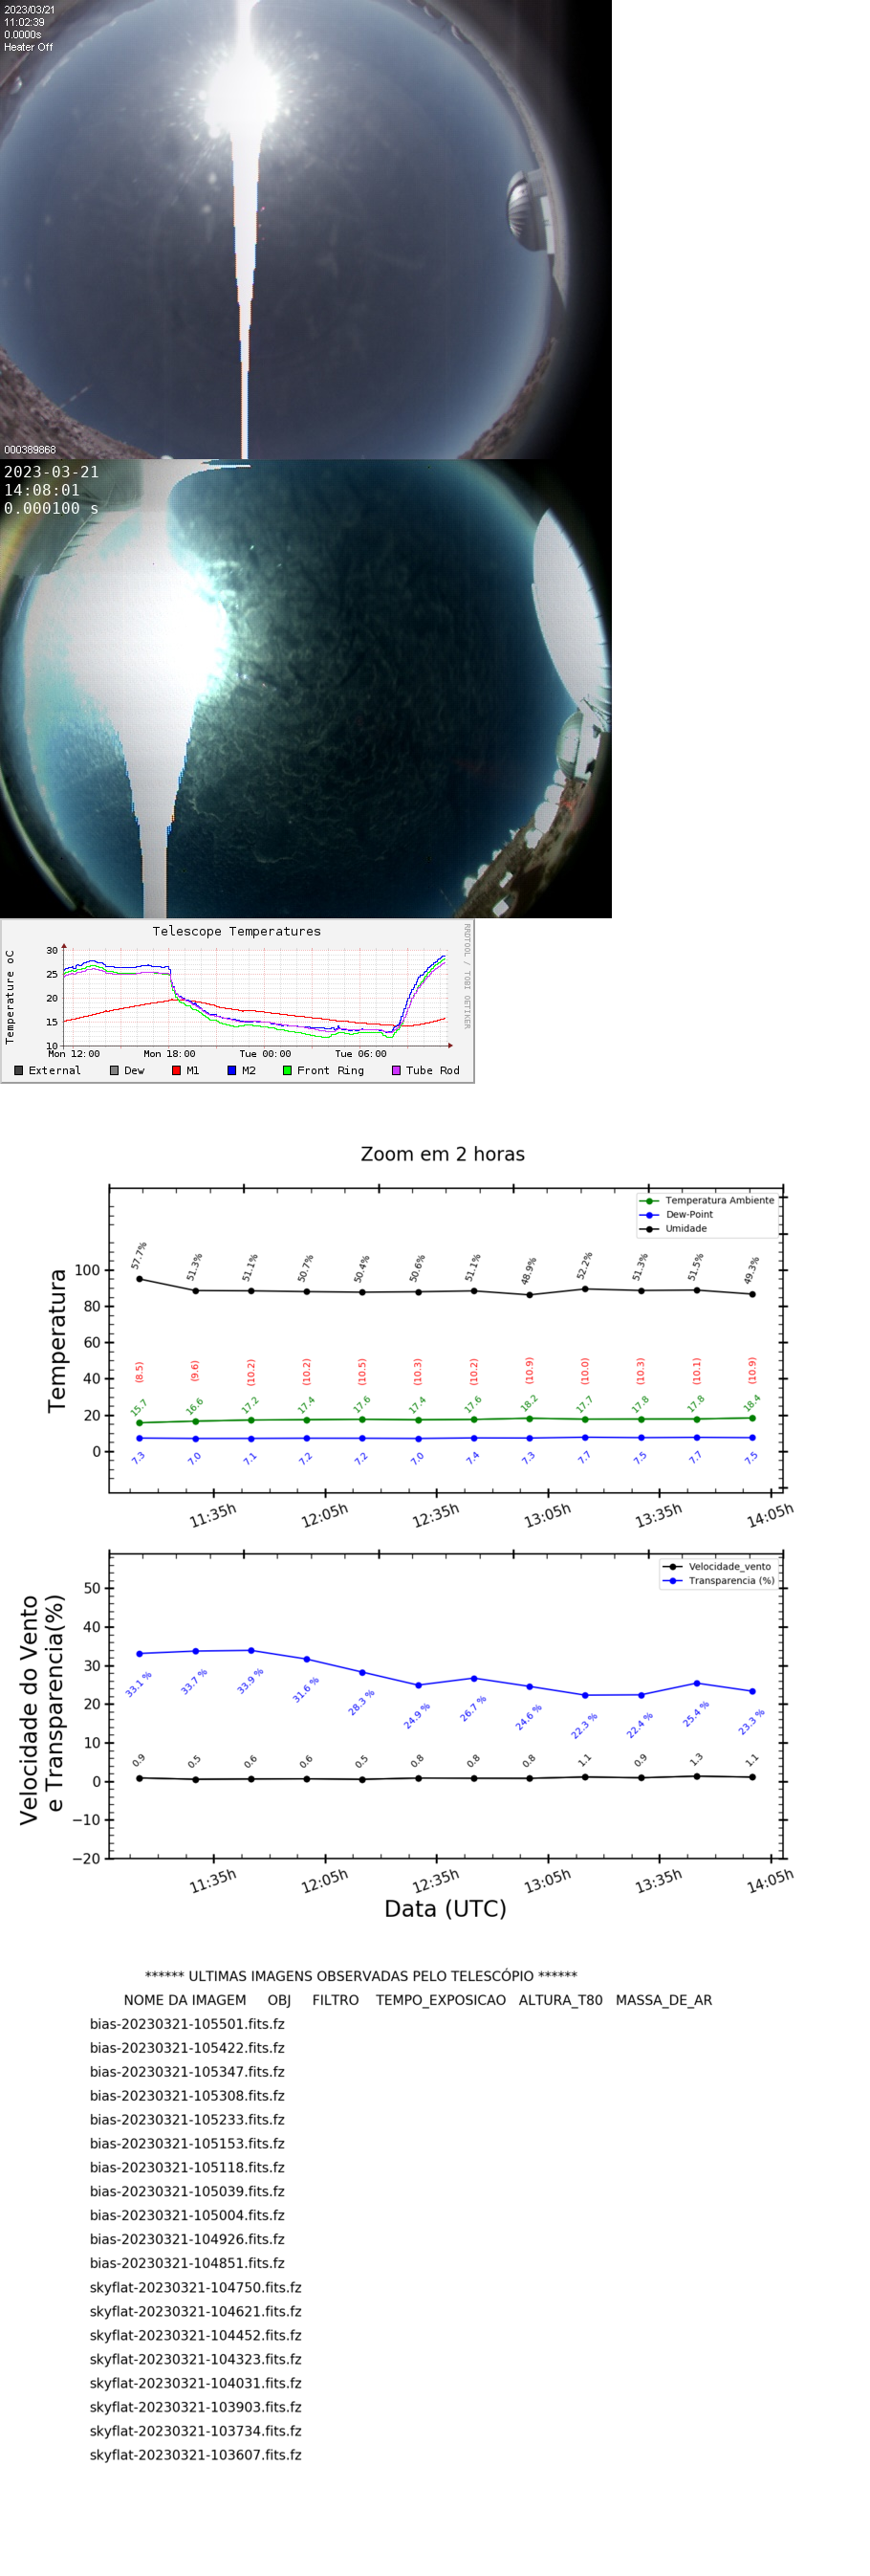 2023/03/21
11:02:39
0.0000s
Heater Off
000389868
2023-03-21
14:08:01
0.000100 s
Telescope Temperatures
RRDTOOL / TOBI OETIKER
Temperature oC
30
25
20
15
10
Mon 12:00 Mon 18:00 Tue 00:00 Tue 06:00
External Dew M1 M2 Front Ring Tube Rod
Zoom em 2 horas
Temperatura Ambiente
Dew-Point
Umidade
Temperatura
100
80
60
40
20
0
57.7% 51.3% 51.1% 50.7% 50.4% 50.6% 51.1% 48.9% 52.2% 51.3% 51.5% 49.3%
(8.5) (9.6) (10.2) (10.2) (10.5) (10.3) (10.2) (10.9) (10.0) (10.3) (10.1) (10.9)
15.7 16.6 17.2 17.4 17.6 17.4 17.6 18.2 17.7 17.8 17.8 18.4
7.3 7.0 7.1 7.2 7.2 7.0 7.4 7.3 7.7 7.5 7.7 7.5
11:35h 12:05h 12:35h 13:05h 13:35h 14:05h
Velocidade_vento
Transparencia (%)
Velocidade do Vento
e Transparencia(%)
50
40
30
20
10
0
−10
−20
33.1 % 33.7 % 33.9 % 31.6 % 28.3 % 24.9 % 26.7 % 24.6 % 22.3 % 22.4 % 25.4 % 23.3 %
0.9 0.5 0.6 0.6 0.5 0.8 0.8 0.8 1.1 0.9 1.3 1.1
11:35h 12:05h 12:35h 13:05h 13:35h 14:05h
Data (UTC)
****** ULTIMAS IMAGENS OBSERVADAS PELO TELESCÓPIO ******
NOME DA IMAGEM OBJ FILTRO TEMPO_EXPOSICAO ALTURA_T80 MASSA_DE_AR
bias-20230321-105501.fits.fz
bias-20230321-105422.fits.fz
bias-20230321-105347.fits.fz
bias-20230321-105308.fits.fz
bias-20230321-105233.fits.fz
bias-20230321-105153.fits.fz
bias-20230321-105118.fits.fz
bias-20230321-105039.fits.fz
bias-20230321-105004.fits.fz
bias-20230321-104926.fits.fz
bias-20230321-104851.fits.fz
skyflat-20230321-104750.fits.fz
skyflat-20230321-104621.fits.fz
skyflat-20230321-104452.fits.fz
skyflat-20230321-104323.fits.fz
skyflat-20230321-104031.fits.fz
skyflat-20230321-103903.fits.fz
skyflat-20230321-103734.fits.fz
skyflat-20230321-103607.fits.fz